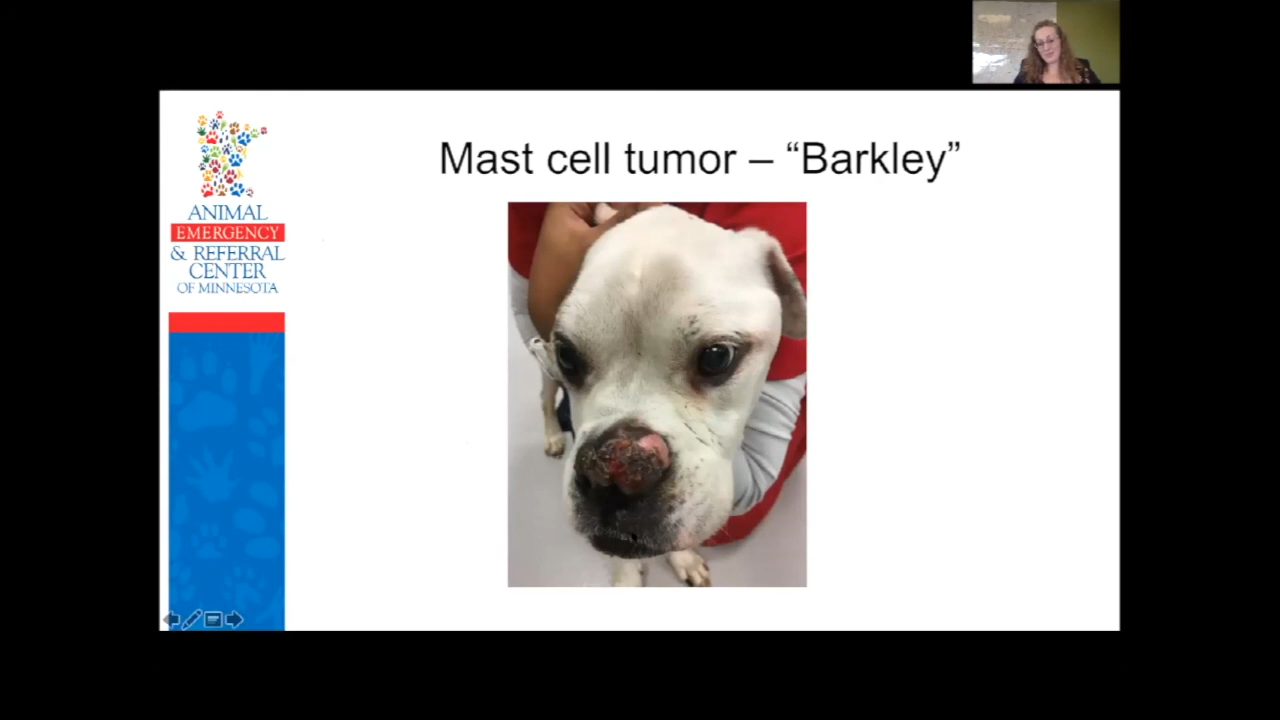 Mast cell tumor – “Barkley”
ANIMAL
EMERGENCY
& REFERRAL
CENTER
OF MINNESOTA